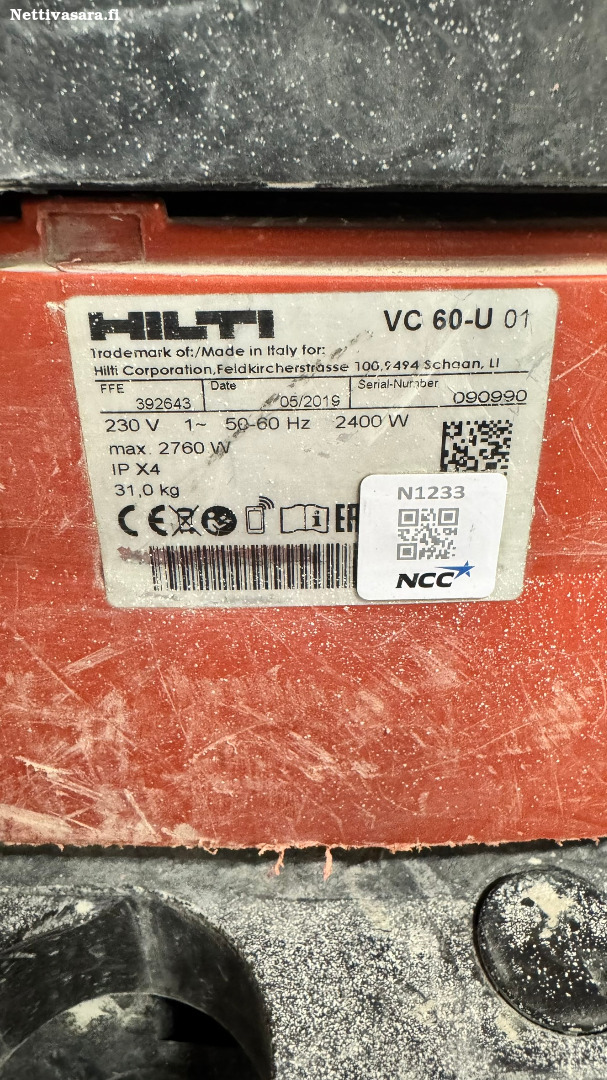 Nettivasara.fi
HILTI VC 60-U 01
Trademark of:/Made in Italy for:
Hilti Corporation,Feldkircherstrasse 100,9494 Schaan, LI
FFE Date Serial-Number
392643 05/2019 090990
230 V 1~ 50-60 Hz 2400 W
max. 2760 W
IP X4
31,0 kg
N1233
CE i
NCC